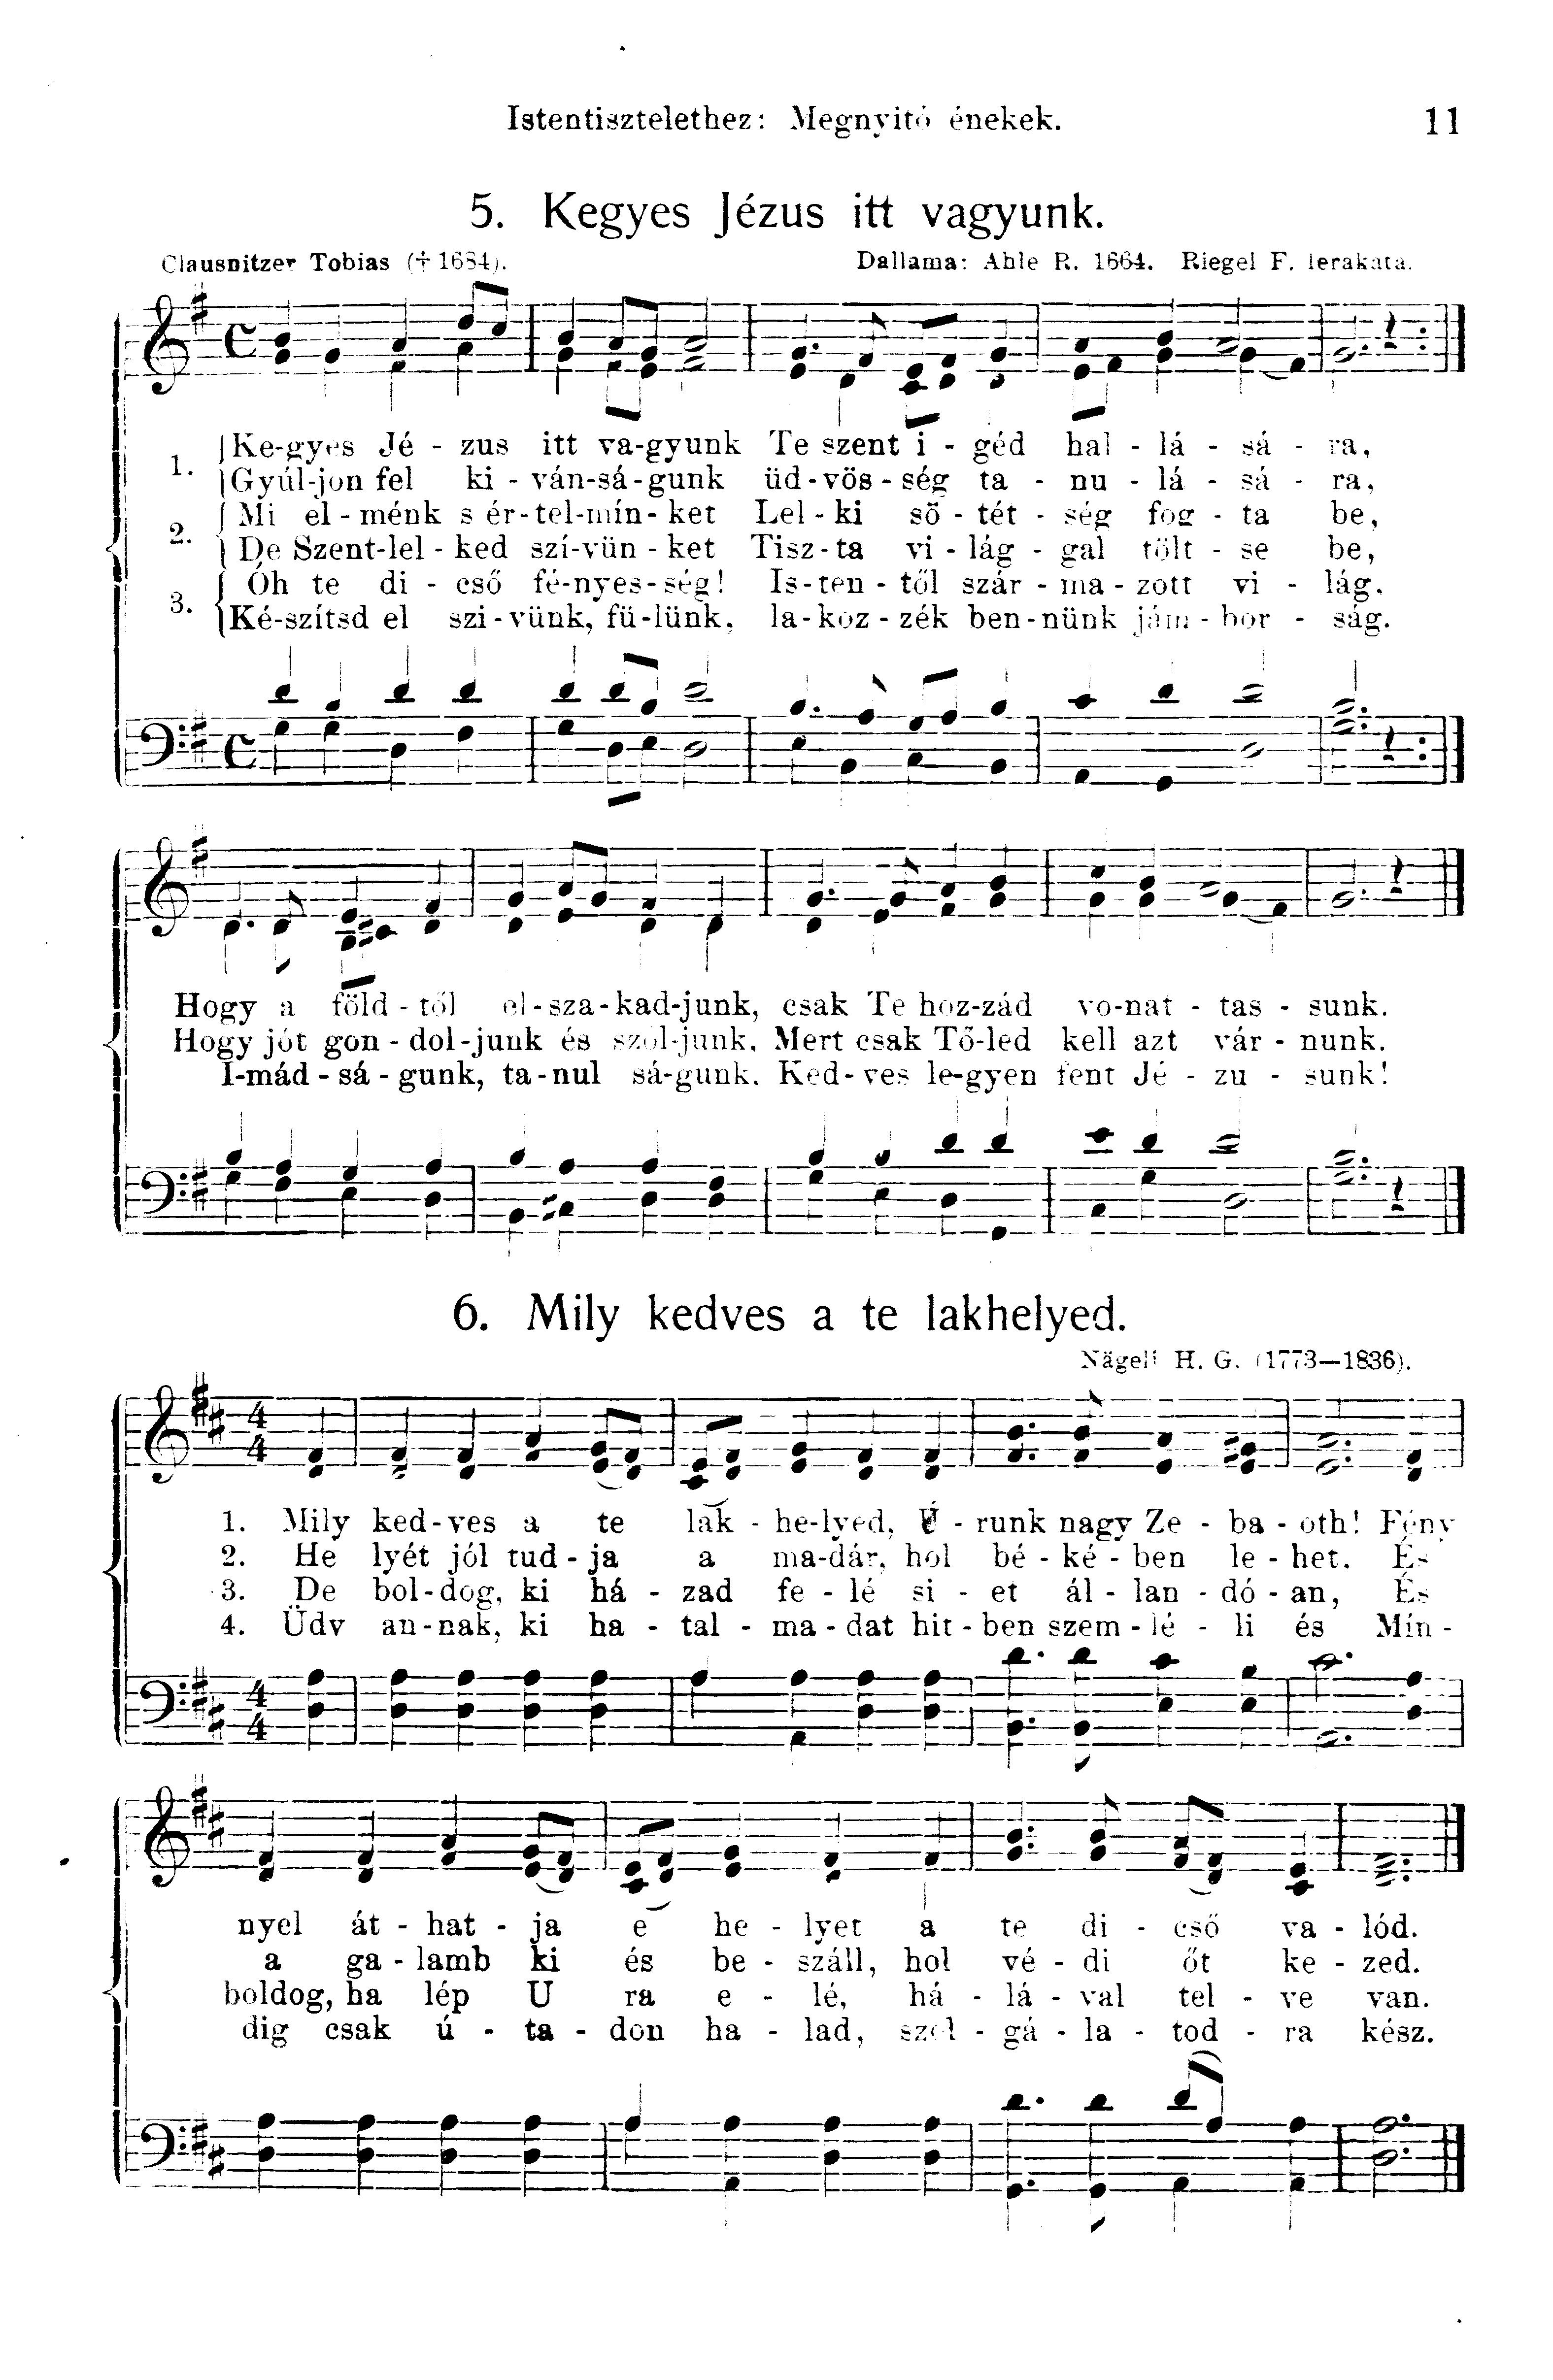 Istentisztelethez: Megnyitó énekek. 11
5. Kegyes Jézus itt vagyunk.
Clausnitzer Tobias († 1684). Dallama: Ahle R. 1664. Riegel F. lerakata.
1. Ke-gyes Jé - zus itt va-gyunk Te szent i - géd hal - lá - sá - ra,
Gyúl-jon fel ki - ván-sá-gunk üd-vös-ség ta - nu - lá - sá - ra,
2. Mi el-ménk s ér-tel-mín-ket Lel-ki sö-tét-ség fog-ta be,
De Szent-lel-ked szí-vün-ket Tisz-ta vi-lág-gal tölt-se be,
3. Óh te di - cső fé-nyes-ség! Is-ten-től szár-ma-zott vi - lág.
Ké-szítsd el szi-vünk, fü-lünk, la-koz-zék ben-nünk jám-bor - ság.
Hogy a föld-től el-sza-kad-junk, csak Te hoz-zád vo-nat - tas - sunk.
Hogy jót gon-dol-junk és szól-junk. Mert csak Tő-led kell azt vár - nunk.
I-mád-sá-gunk, ta-nul sá-gunk. Ked-ves le-gyen fent Jé - zu - sunk!
6. Mily kedves a te lakhelyed.
Nägeli H. G. (1773—1836).
4 4
1. Mily ked-ves a te lak - he-lyed, Ú - runk nagy Ze - ba - oth! Fény
2. He lyét jól tud-ja a ma-dár, hol bé-ké-ben le-het. És
3. De bol-dog, ki há - zad fe - lé si - et ál-lan-dó-an, És
4. Üdv an-nak, ki ha - tal - ma-dat hit-ben szem-lé - li és Mín-
4 4
nyel át - hat - ja e he - lyet a te di - cső va - lód.
a ga - lamb ki és be - száll, hol vé - di őt ke - zed.
boldog, ha lép U ra e - lé, há - lá - val tel - ve van.
dig csak ú - ta - don ha - lad, szol - gá - la - tod - ra kész.